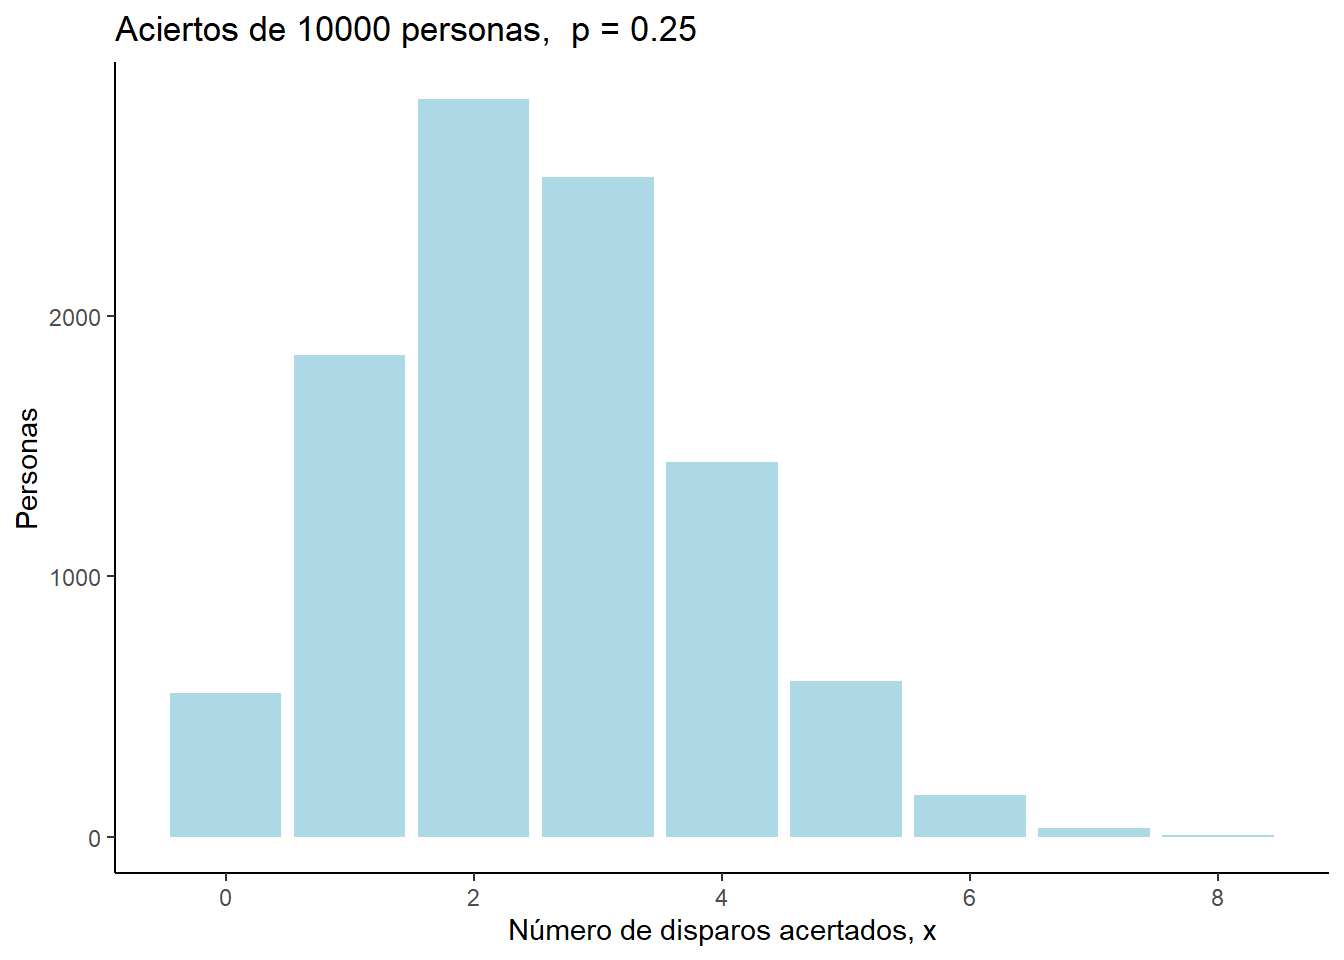 Aciertos de 10000 personas,  p = 0.25
Personas
2000
1000
0
0 2 4 6 8
Número de disparos acertados, x